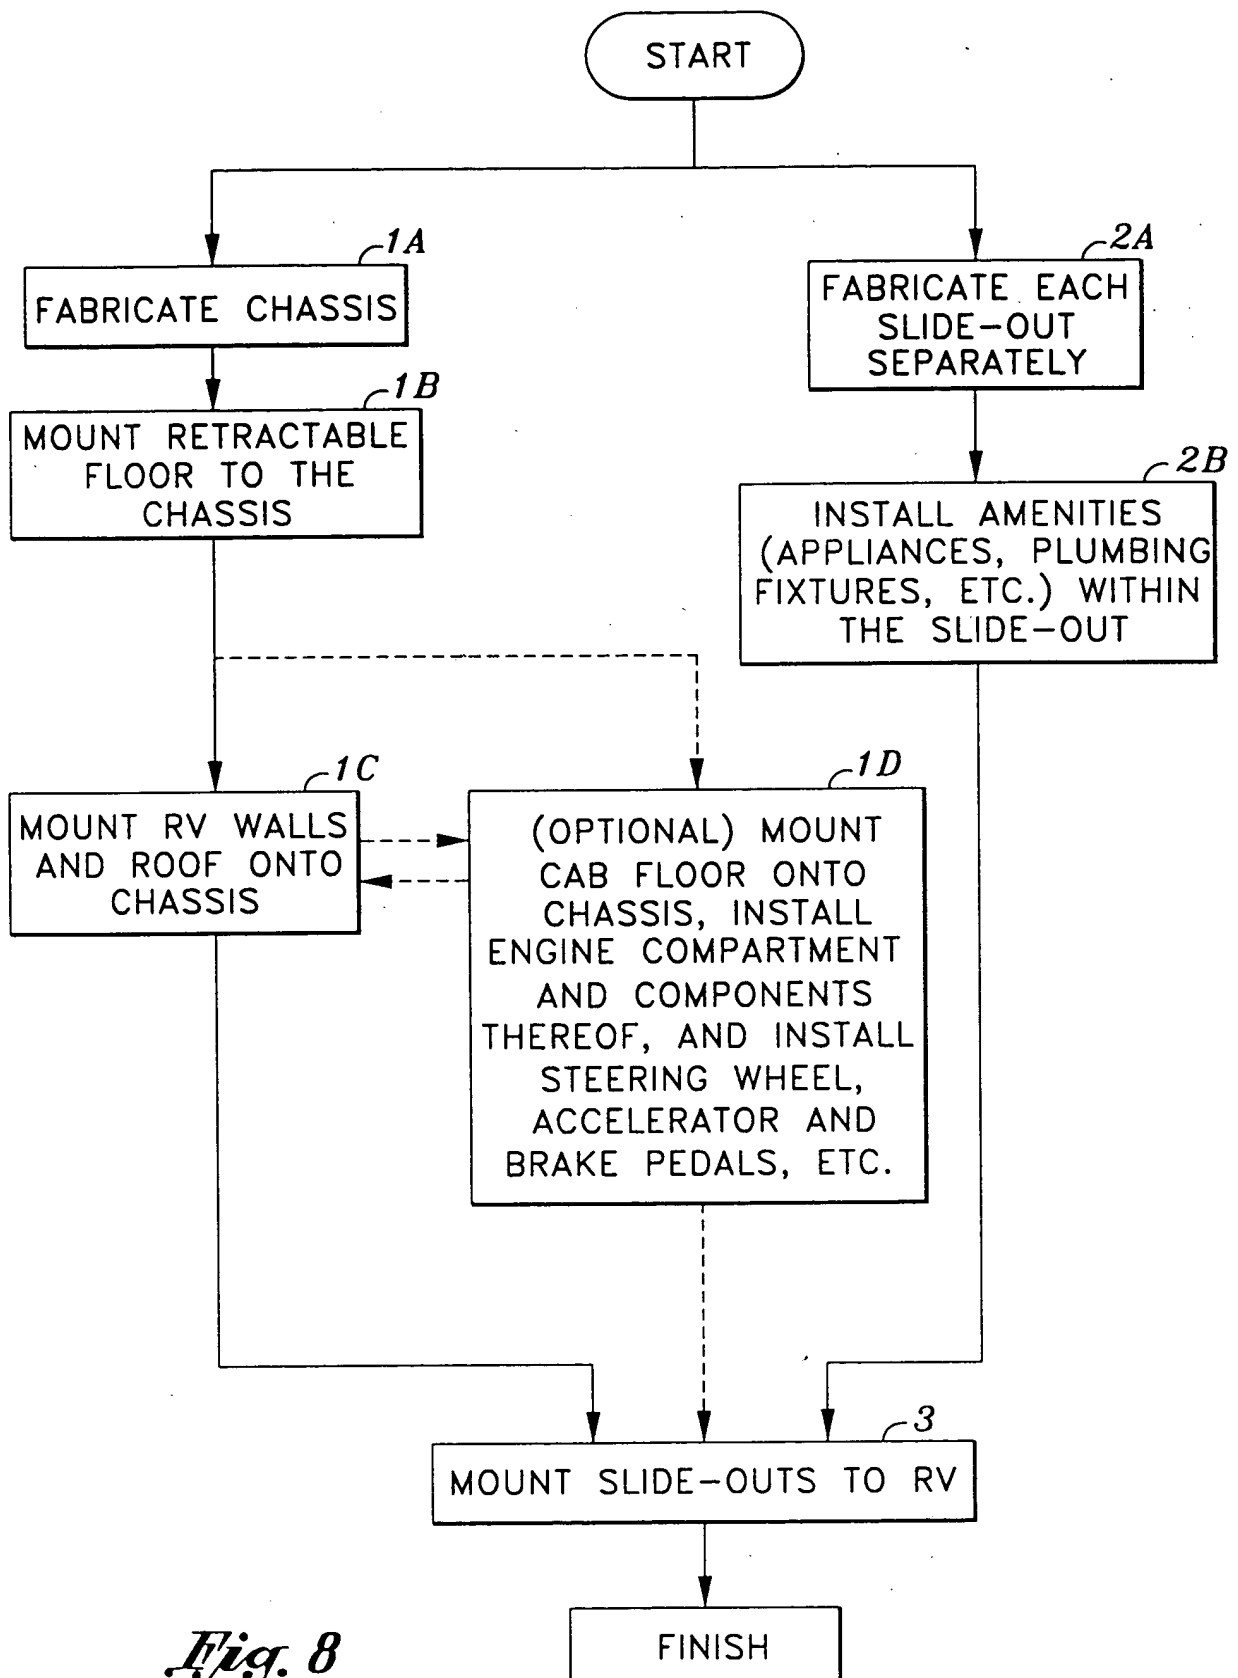 START
1A
FABRICATE CHASSIS
1B
MOUNT RETRACTABLE
FLOOR TO THE
CHASSIS
2A
FABRICATE EACH
SLIDE-OUT
SEPARATELY
2B
INSTALL AMENITIES
(APPLIANCES, PLUMBING
FIXTURES, ETC.) WITHIN
THE SLIDE-OUT
1C
MOUNT RV WALLS
AND ROOF ONTO
CHASSIS
1D
(OPTIONAL) MOUNT
CAB FLOOR ONTO
CHASSIS, INSTALL
ENGINE COMPARTMENT
AND COMPONENTS
THEREOF, AND INSTALL
STEERING WHEEL,
ACCELERATOR AND
BRAKE PEDALS, ETC.
3
MOUNT SLIDE-OUTS TO RV
FINISH
Fig. 8